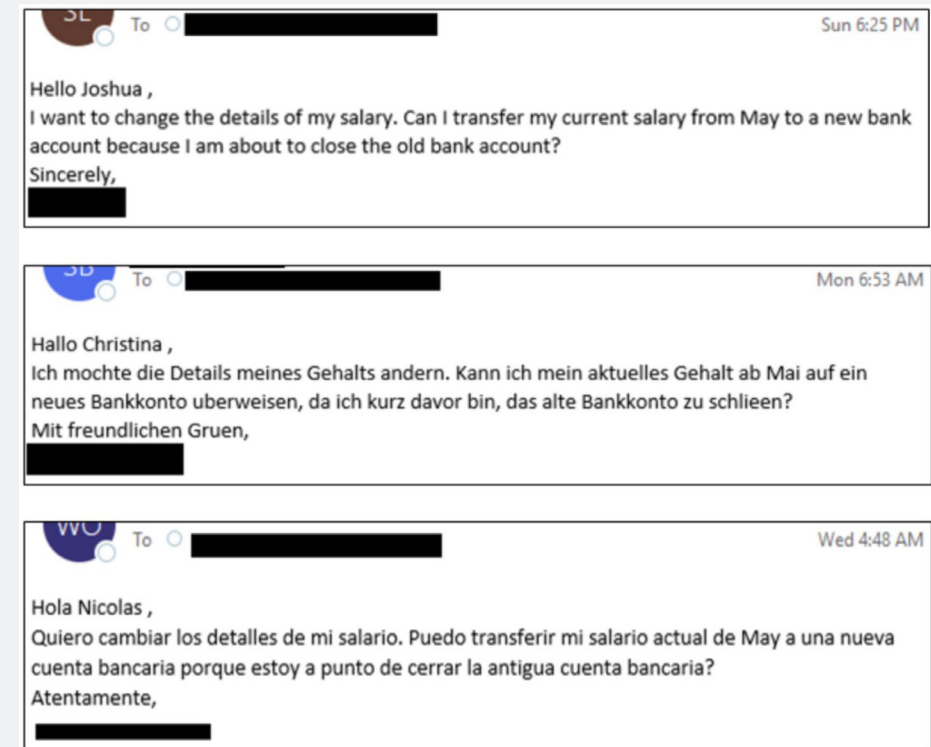 SL
To
Sun 6:25 PM
Hello Joshua ,
I want to change the details of my salary. Can I transfer my current salary from May to a new bank
account because I am about to close the old bank account?
Sincerely,
SB
To
Mon 6:53 AM
Hallo Christina ,
Ich mochte die Details meines Gehalts andern. Kann ich mein aktuelles Gehalt ab Mai auf ein
neues Bankkonto uberweisen, da ich kurz davor bin, das alte Bankkonto zu schlieen?
Mit freundlichen Gruen,
WO
To
Wed 4:48 AM
Hola Nicolas ,
Quiero cambiar los detalles de mi salario. Puedo transferir mi salario actual de May a una nueva
cuenta bancaria porque estoy a punto de cerrar la antigua cuenta bancaria?
Atentamente,